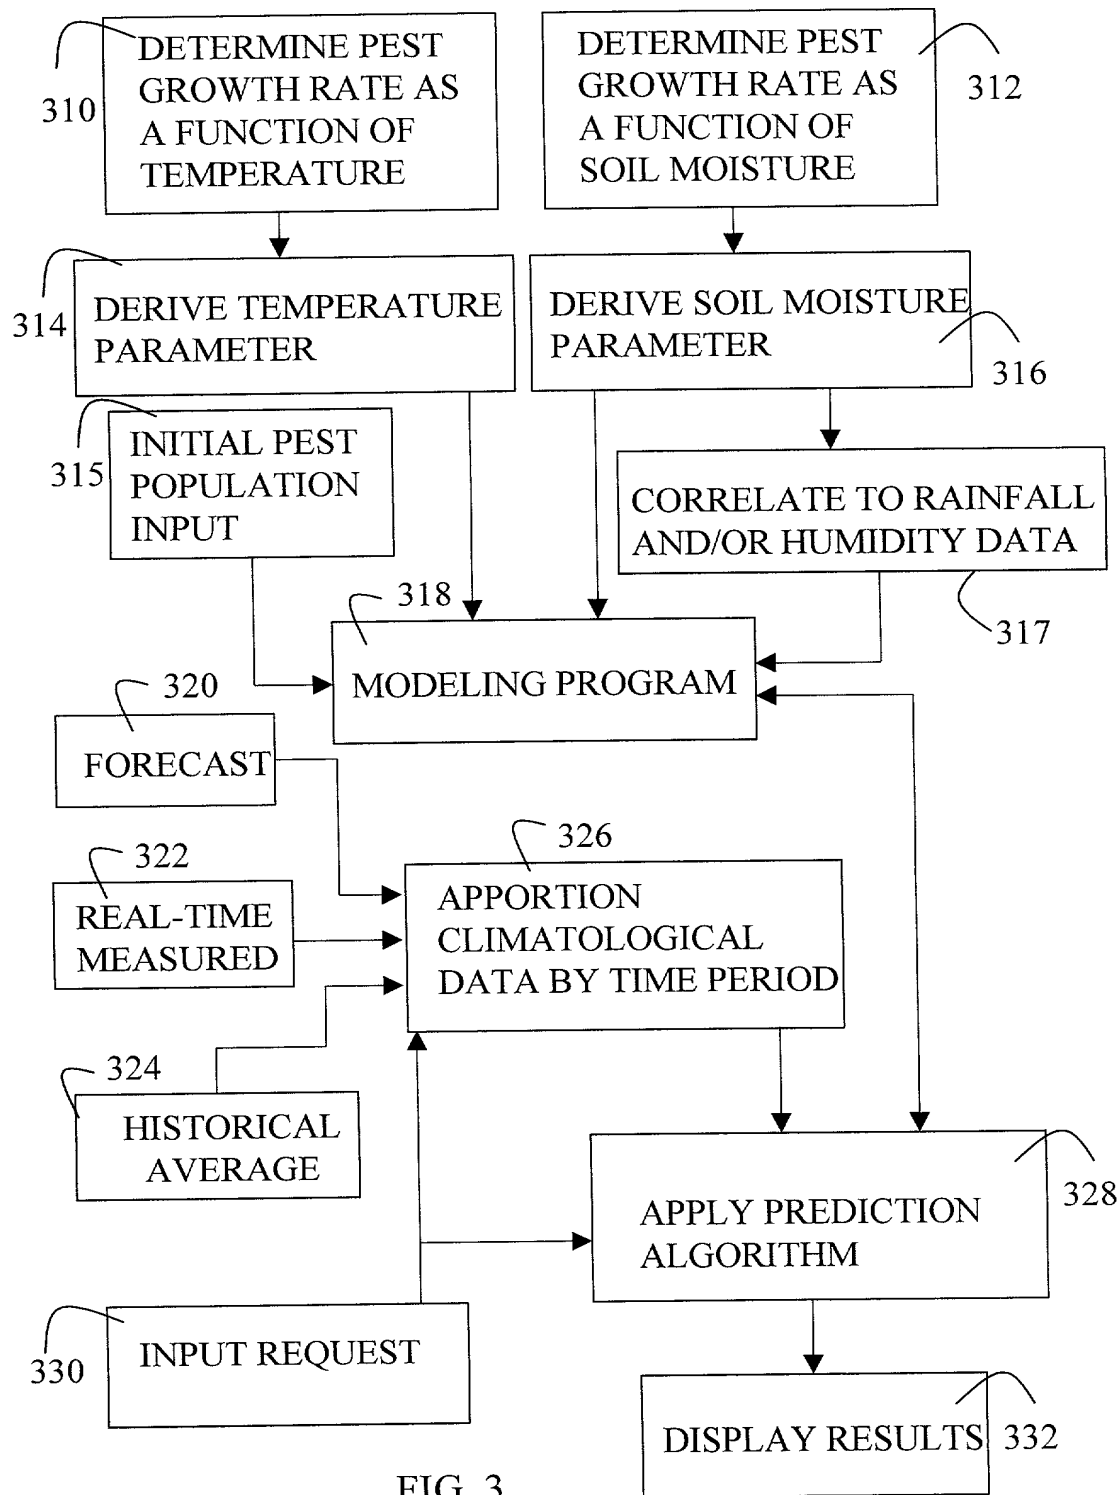 310
DETERMINE PEST
GROWTH RATE AS
A FUNCTION OF
TEMPERATURE
DETERMINE PEST
GROWTH RATE AS
A FUNCTION OF
SOIL MOISTURE
312
314
DERIVE TEMPERATURE
PARAMETER
DERIVE SOIL MOISTURE
PARAMETER
316
315
INITIAL PEST
POPULATION
INPUT
CORRELATE TO RAINFALL
AND/OR HUMIDITY DATA
317
318
MODELING PROGRAM
320
FORECAST
322
REAL-TIME
MEASURED
326
APPORTION
CLIMATOLOGICAL
DATA BY TIME PERIOD
324
HISTORICAL
AVERAGE
328
APPLY PREDICTION
ALGORITHM
330
INPUT REQUEST
DISPLAY RESULTS
332
FIG. 3